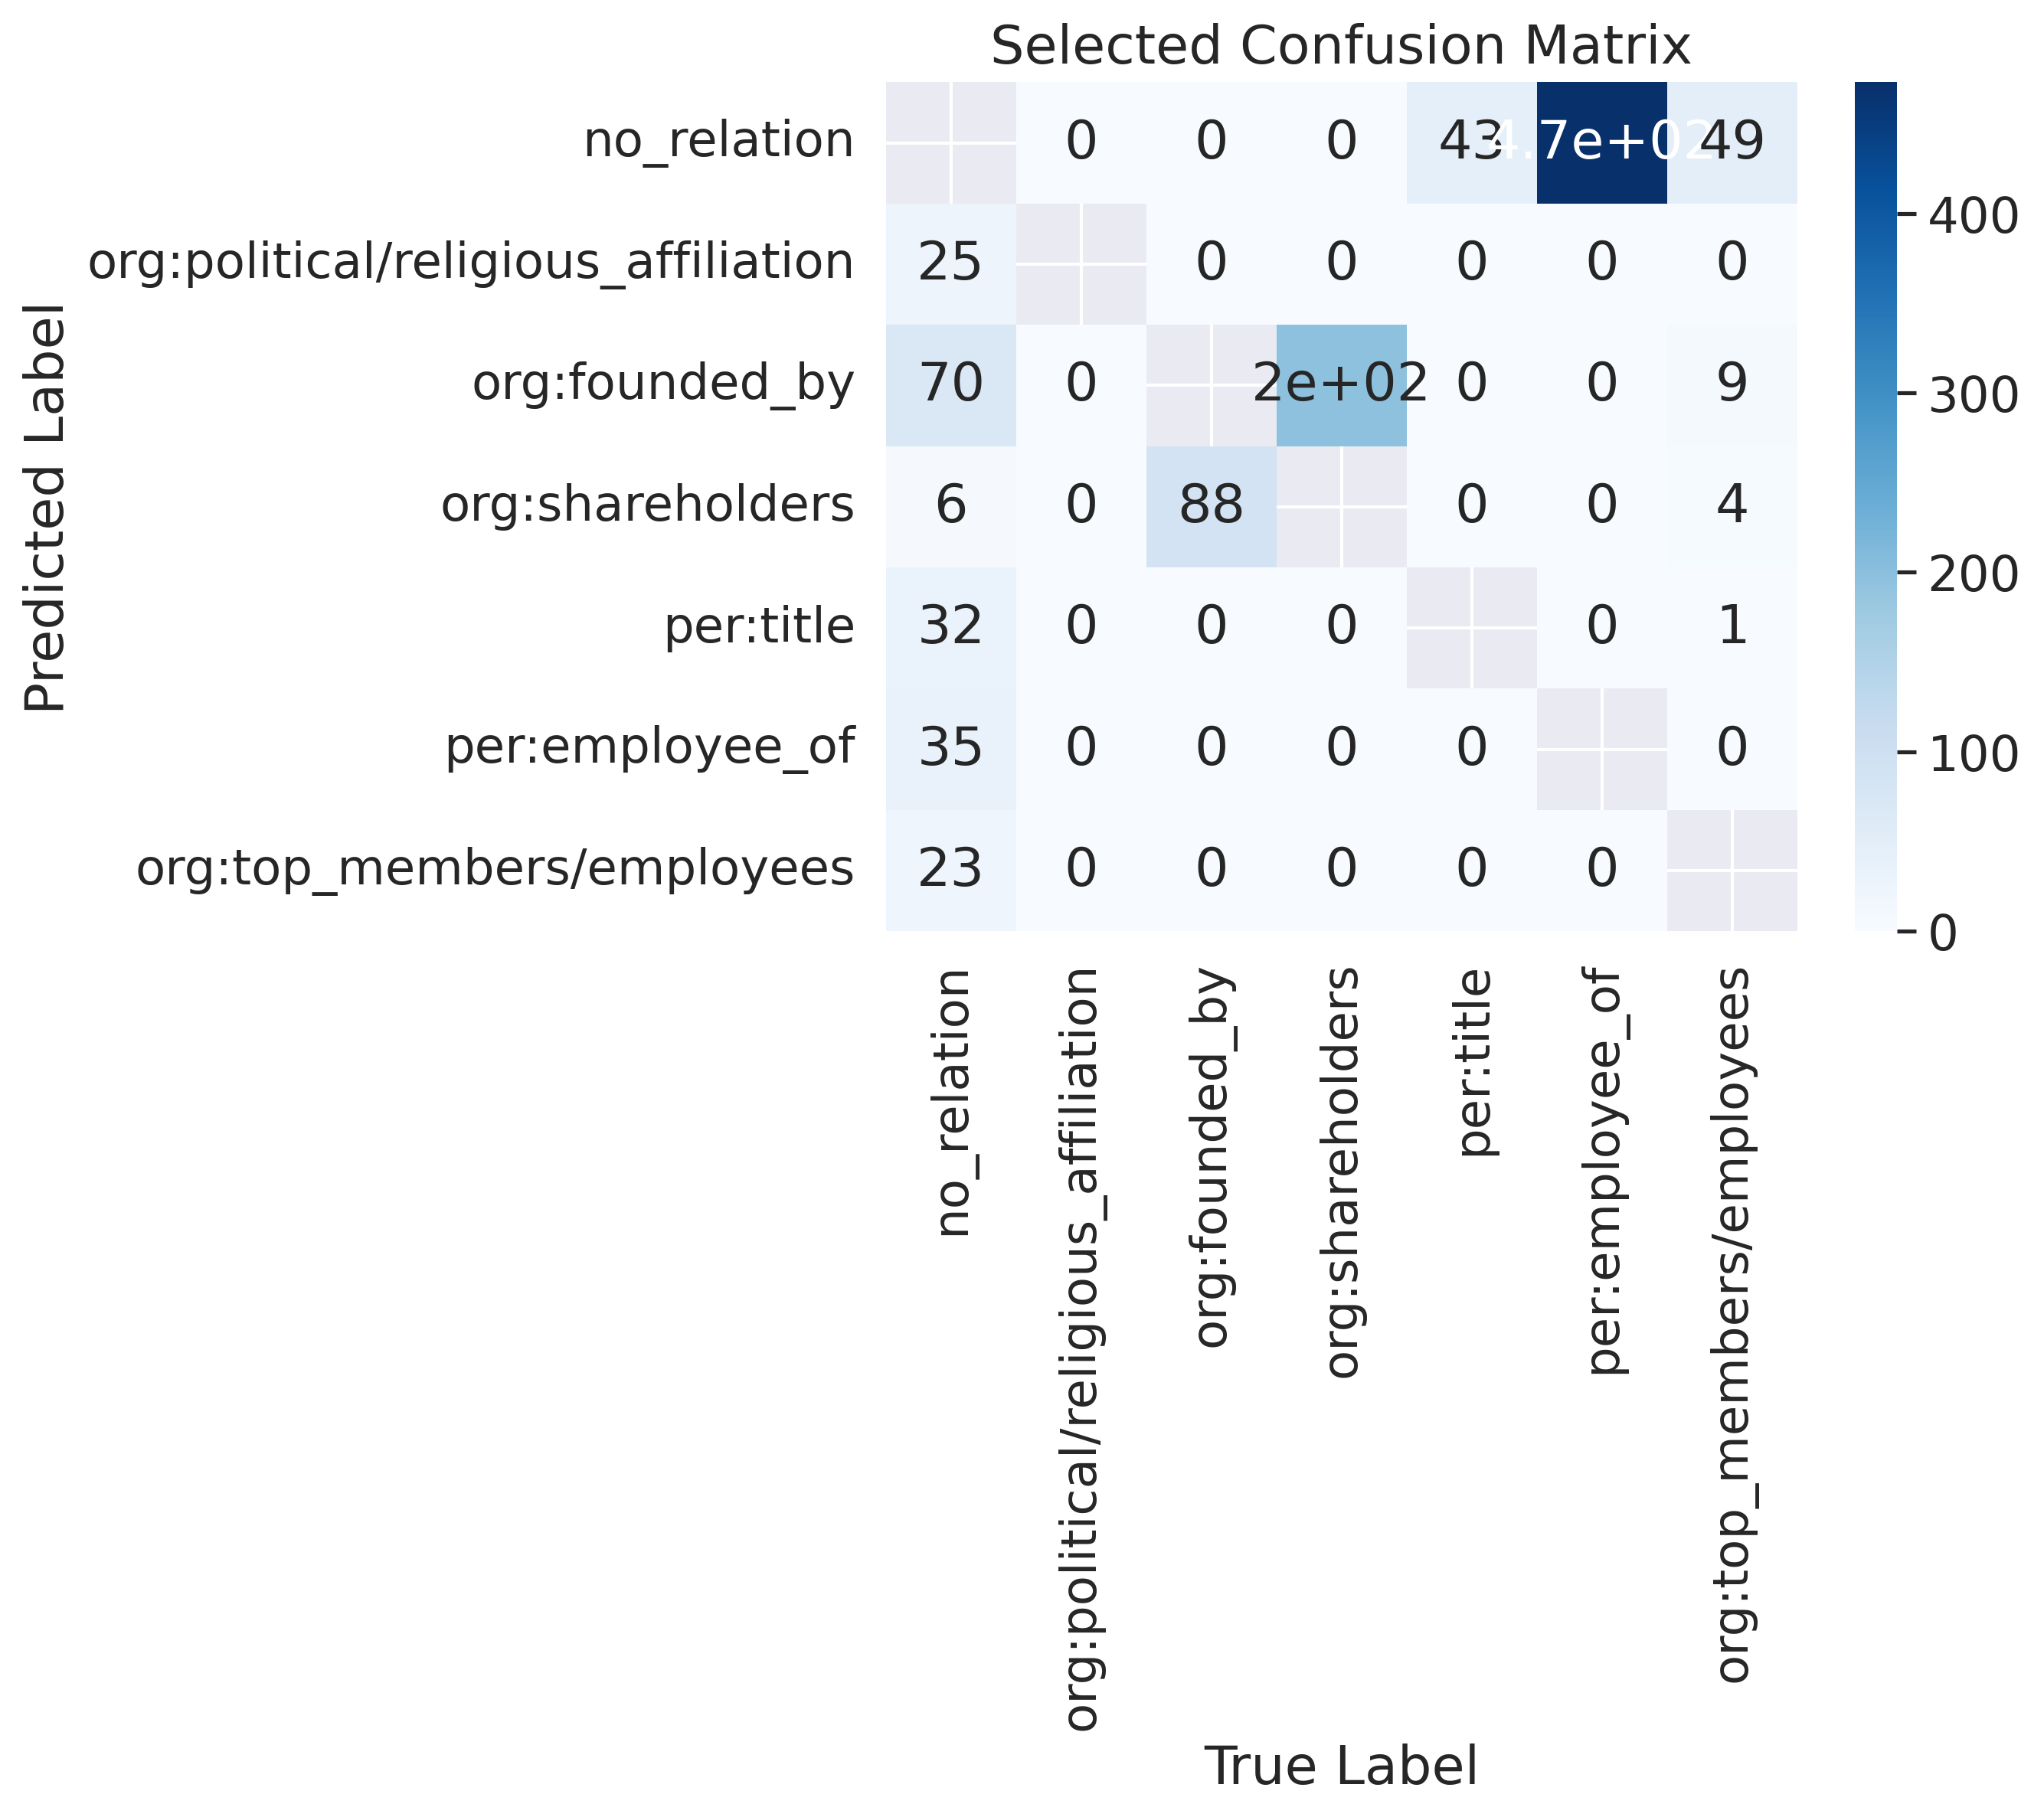 Selected Confusion Matrix
Predicted Label
no_relation 0 0 0 43 4.7e+02 49
org:political/religious_affiliation 25 0 0 0 0 0
org:founded_by 70 0 2e+02 0 0 9
org:shareholders 6 0 88 0 0 4
per:title 32 0 0 0 0 1
per:employee_of 35 0 0 0 0 0
org:top_members/employees 23 0 0 0 0 0
400
300
200
100
0
no_relation
org:political/religious_affiliation
org:founded_by
org:shareholders
per:title
per:employee_of
org:top_members/employees
True Label